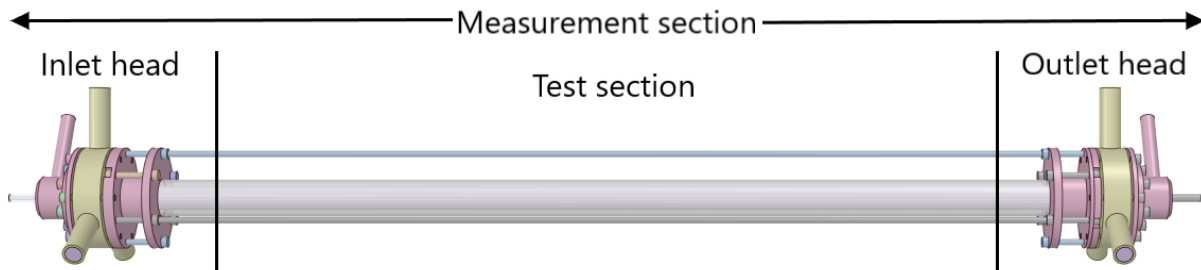 Measurement section
Inlet head
Test section
Outlet head